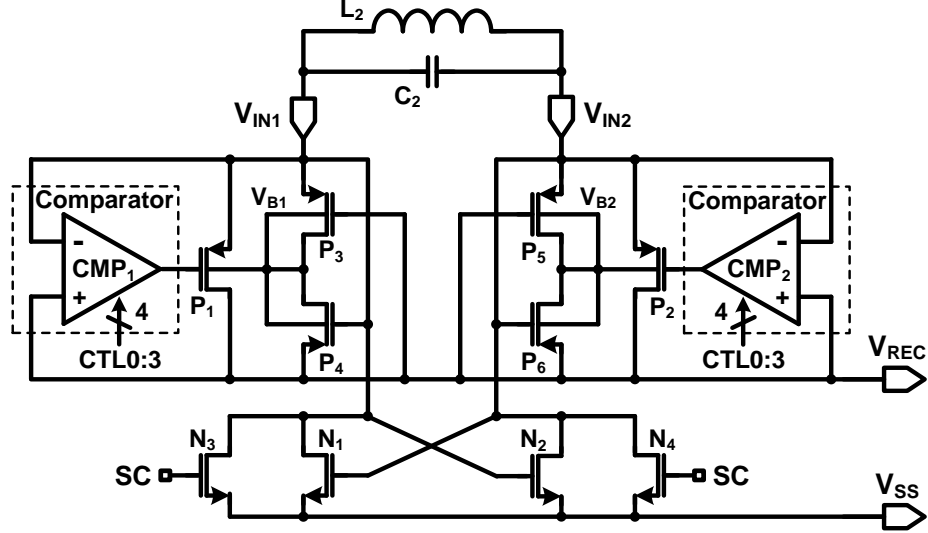 L2
C2
VIN1
VIN2
Comparator
VB1
VB2
Comparator
-
P3
P5
-
CMP1
CMP2
+
4
P1
P2
4
+
CTL0:3
P4
P6
CTL0:3
VREC
N3
N1
N2
N4
SC
SC
VSS